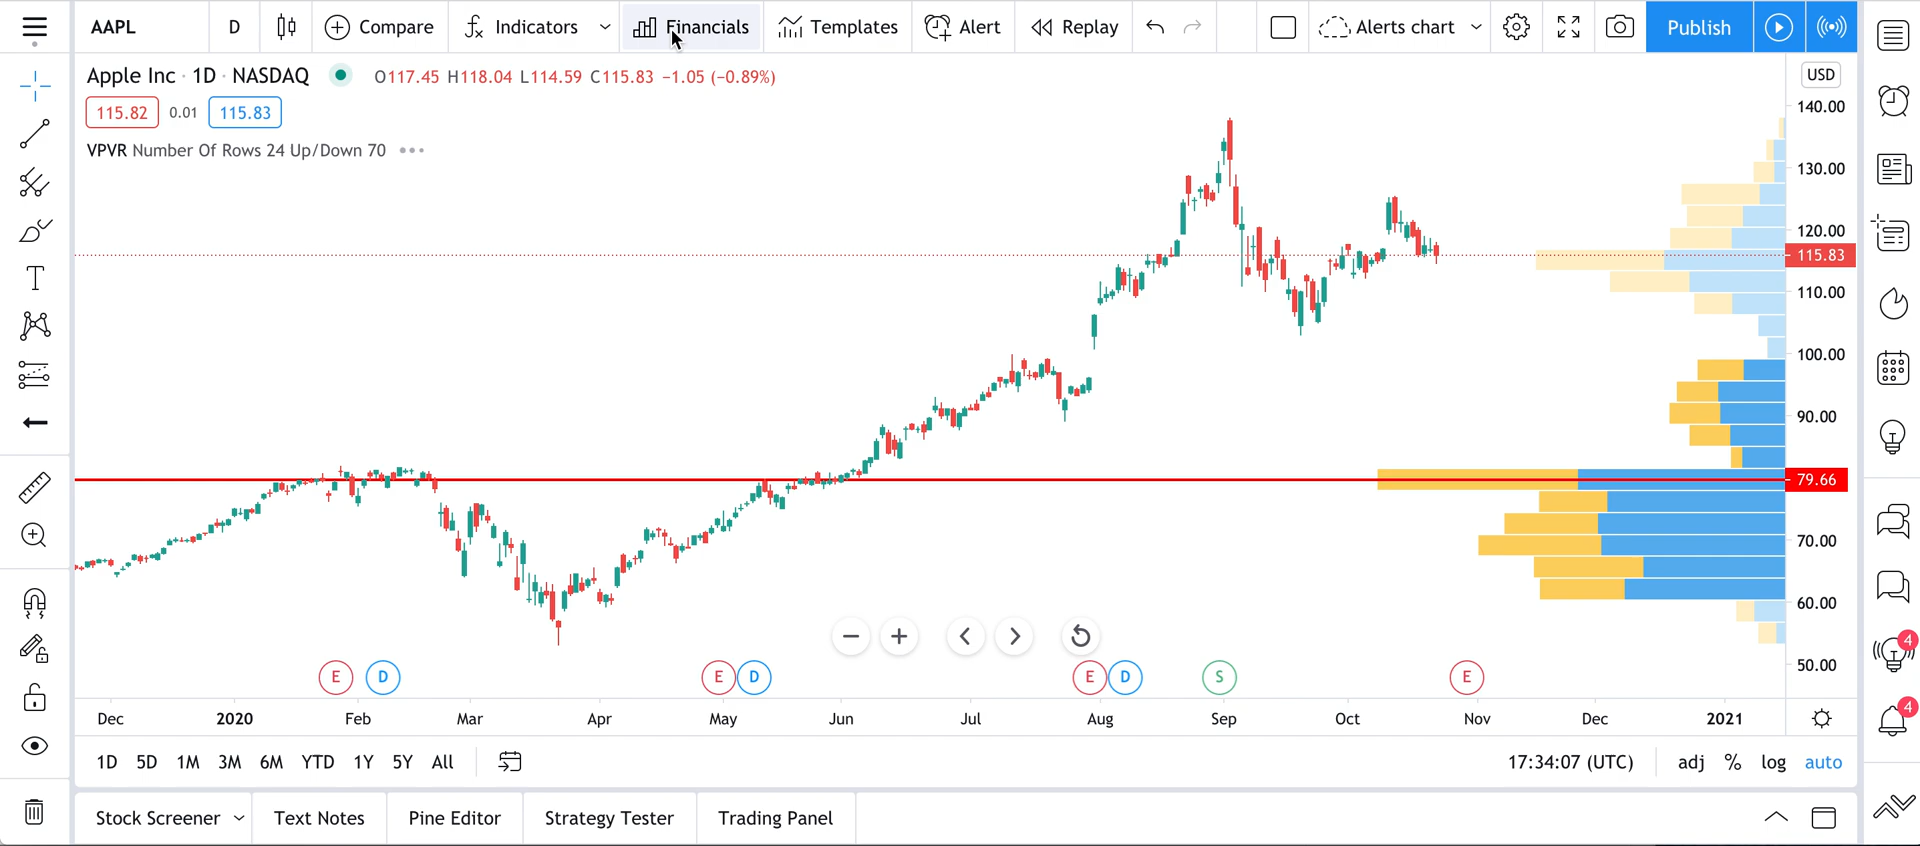 AAPL D Compare Indicators Financials Templates Alert Replay Alerts chart Publish
Apple Inc · 1D · NASDAQ O117.45 H118.04 L114.59 C115.83 −1.05 (−0.89%)
USD
115.82 0.01 115.83
VPVR Number Of Rows 24 Up/Down 70
140.00
130.00
120.00
115.83
110.00
100.00
90.00
79.66
70.00
60.00
50.00
E D E D E D S E
Dec 2020 Feb Mar Apr May Jun Jul Aug Sep Oct Nov Dec 2021
1D 5D 1M 3M 6M YTD 1Y 5Y All 17:34:07 (UTC) adj % log auto
Stock Screener Text Notes Pine Editor Strategy Tester Trading Panel
T
4
4